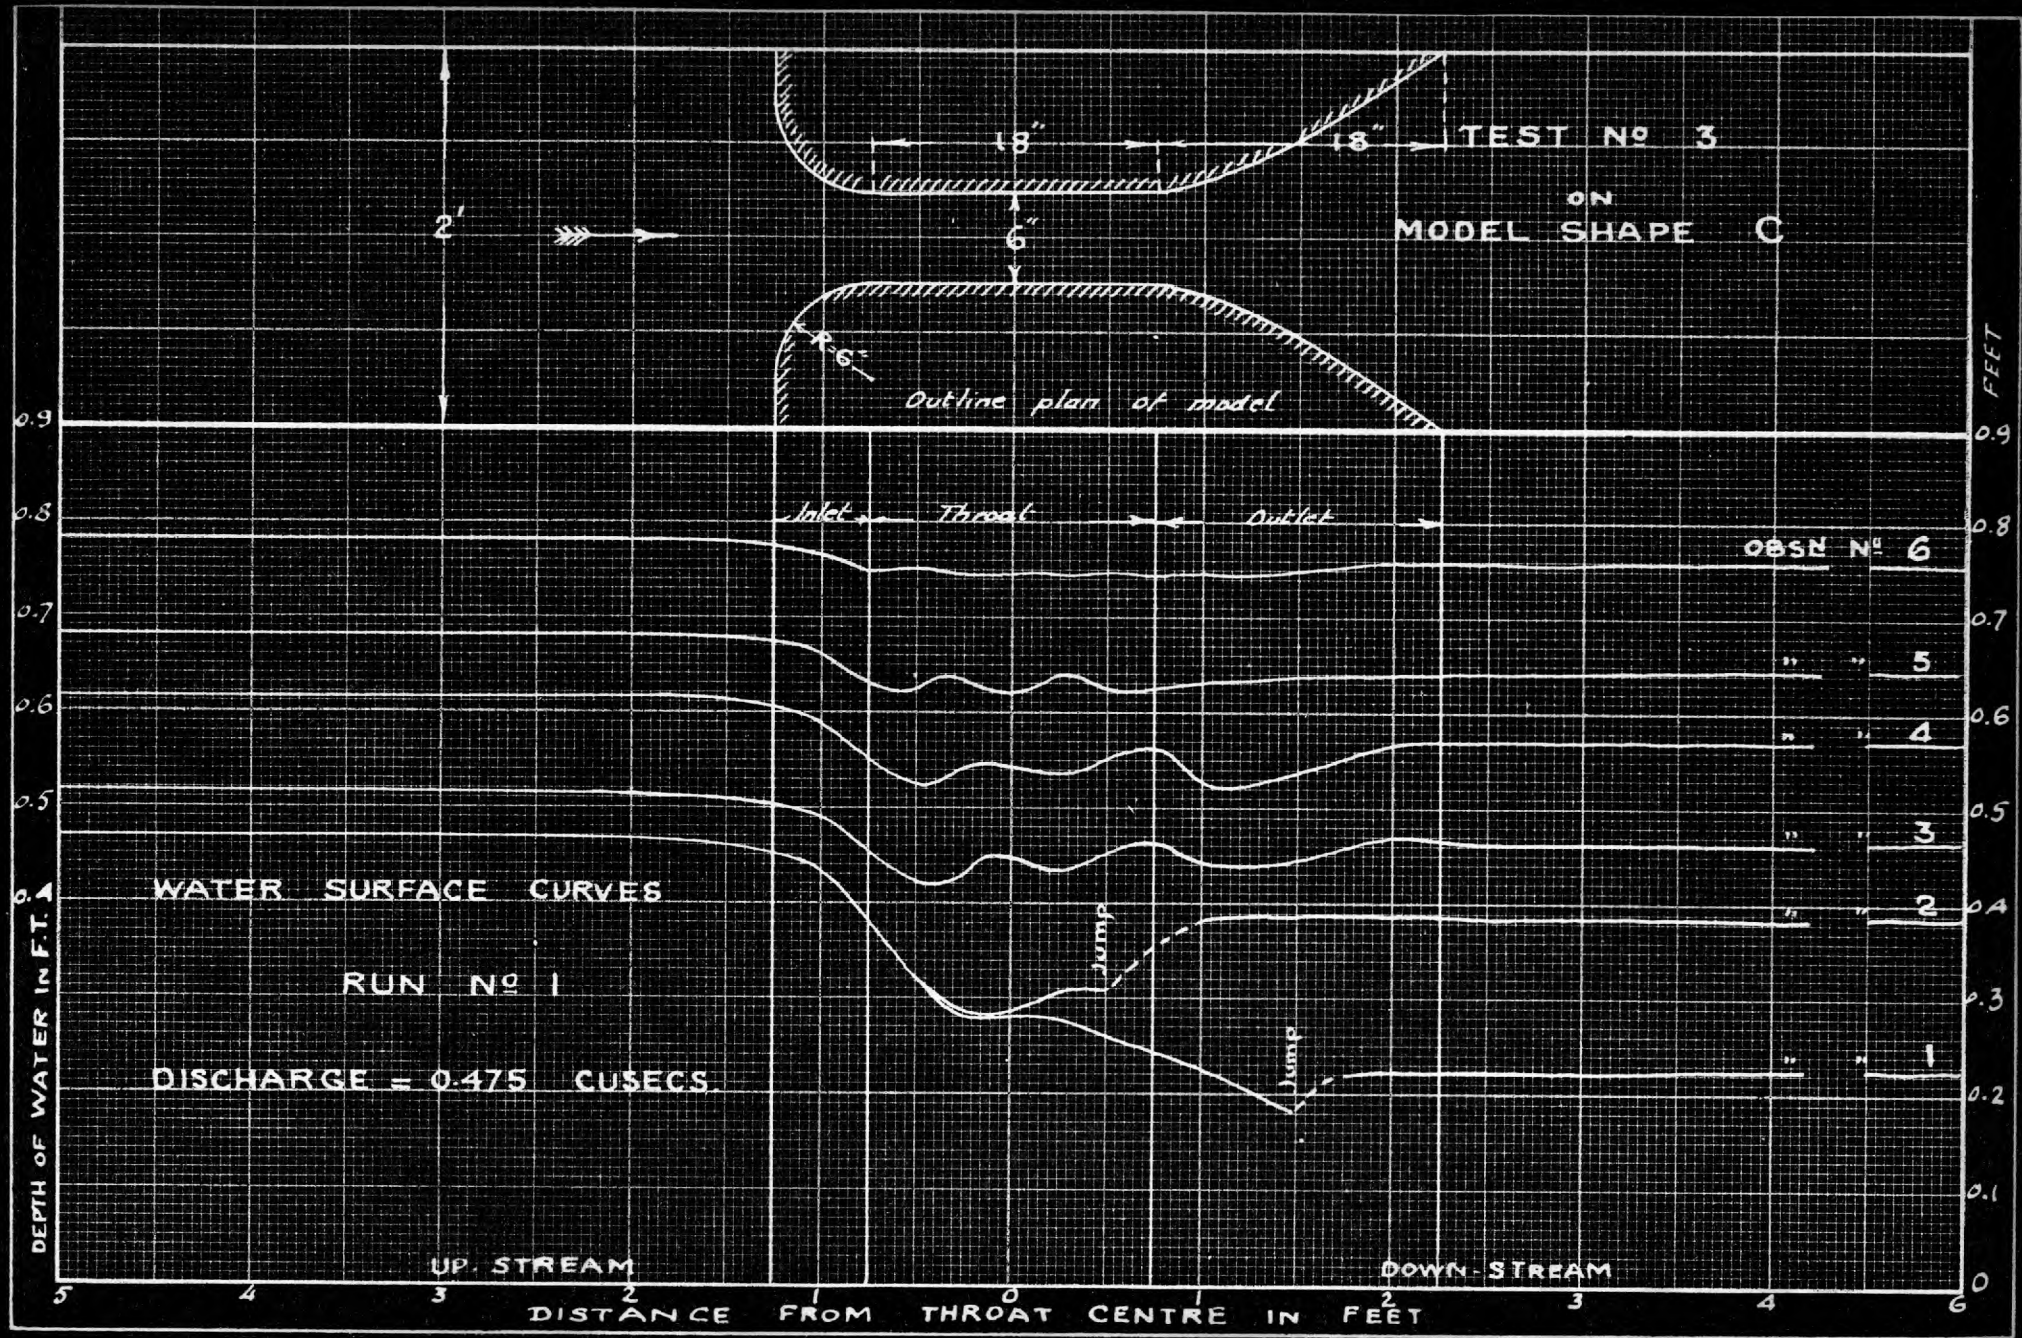 18"
18"
TEST Nº 3
ON
MODEL SHAPE C
2'
6"
R=6"
Outline plan of model
FEET
0.9
0.9
Inlet
Throat
Outlet
0.8
0.8
OBSN Nº 6
0.7
0.7
" " 5
0.6
0.6
" " 4
0.5
0.5
" " 3
0.4
0.4
" " 2
WATER SURFACE CURVES
Jump
RUN Nº 1
0.3
Jump
" " 1
DISCHARGE = 0.475 CUSECS.
0.2
0.1
DEPTH OF WATER IN F.T.
UP. STREAM
DOWN-STREAM
0
5 4 3 2 1 0 1 2 3 4 6
DISTANCE FROM THROAT CENTRE IN FEET